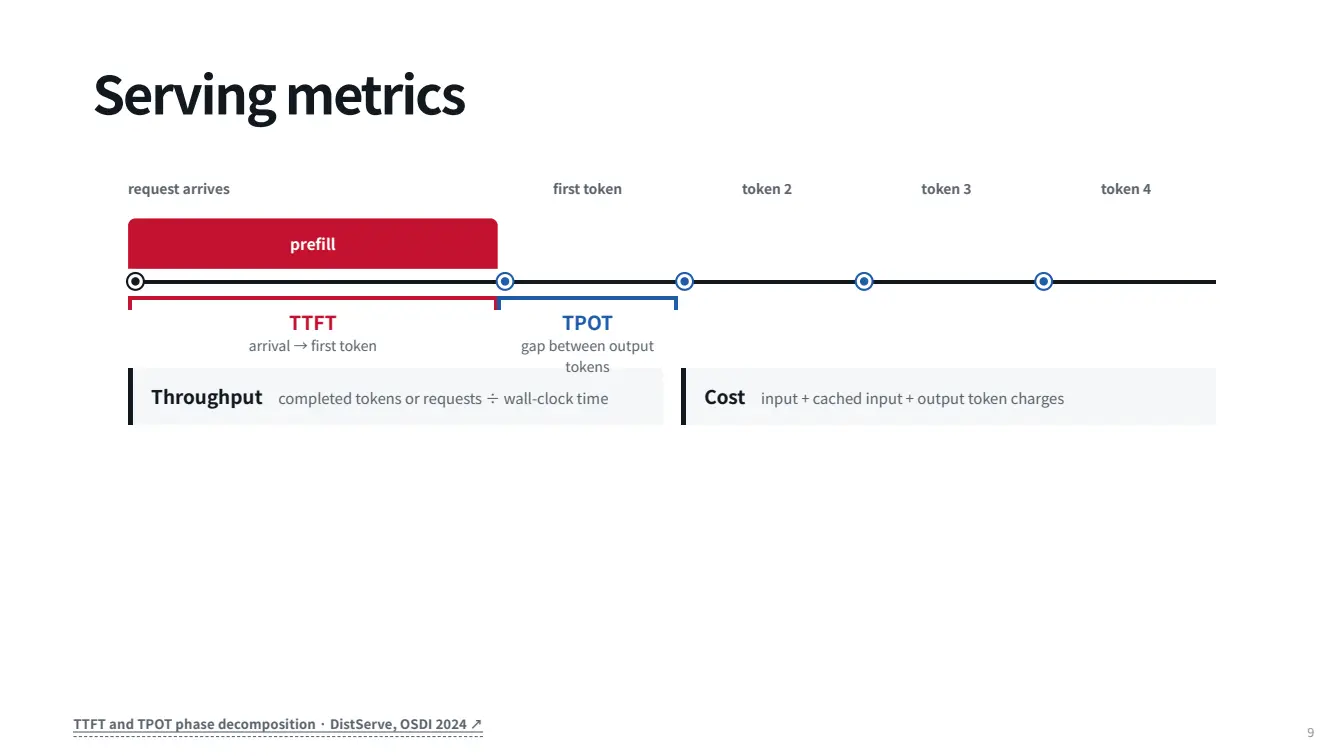 Serving metrics
request arrives
first token
token 2
token 3
token 4
prefill
TTFT
arrival → first token
TPOT
gap between output
tokens
Throughput completed tokens or requests ÷ wall-clock time
Cost input + cached input + output token charges
TTFT and TPOT phase decomposition · DistServe, OSDI 2024 ↗
9